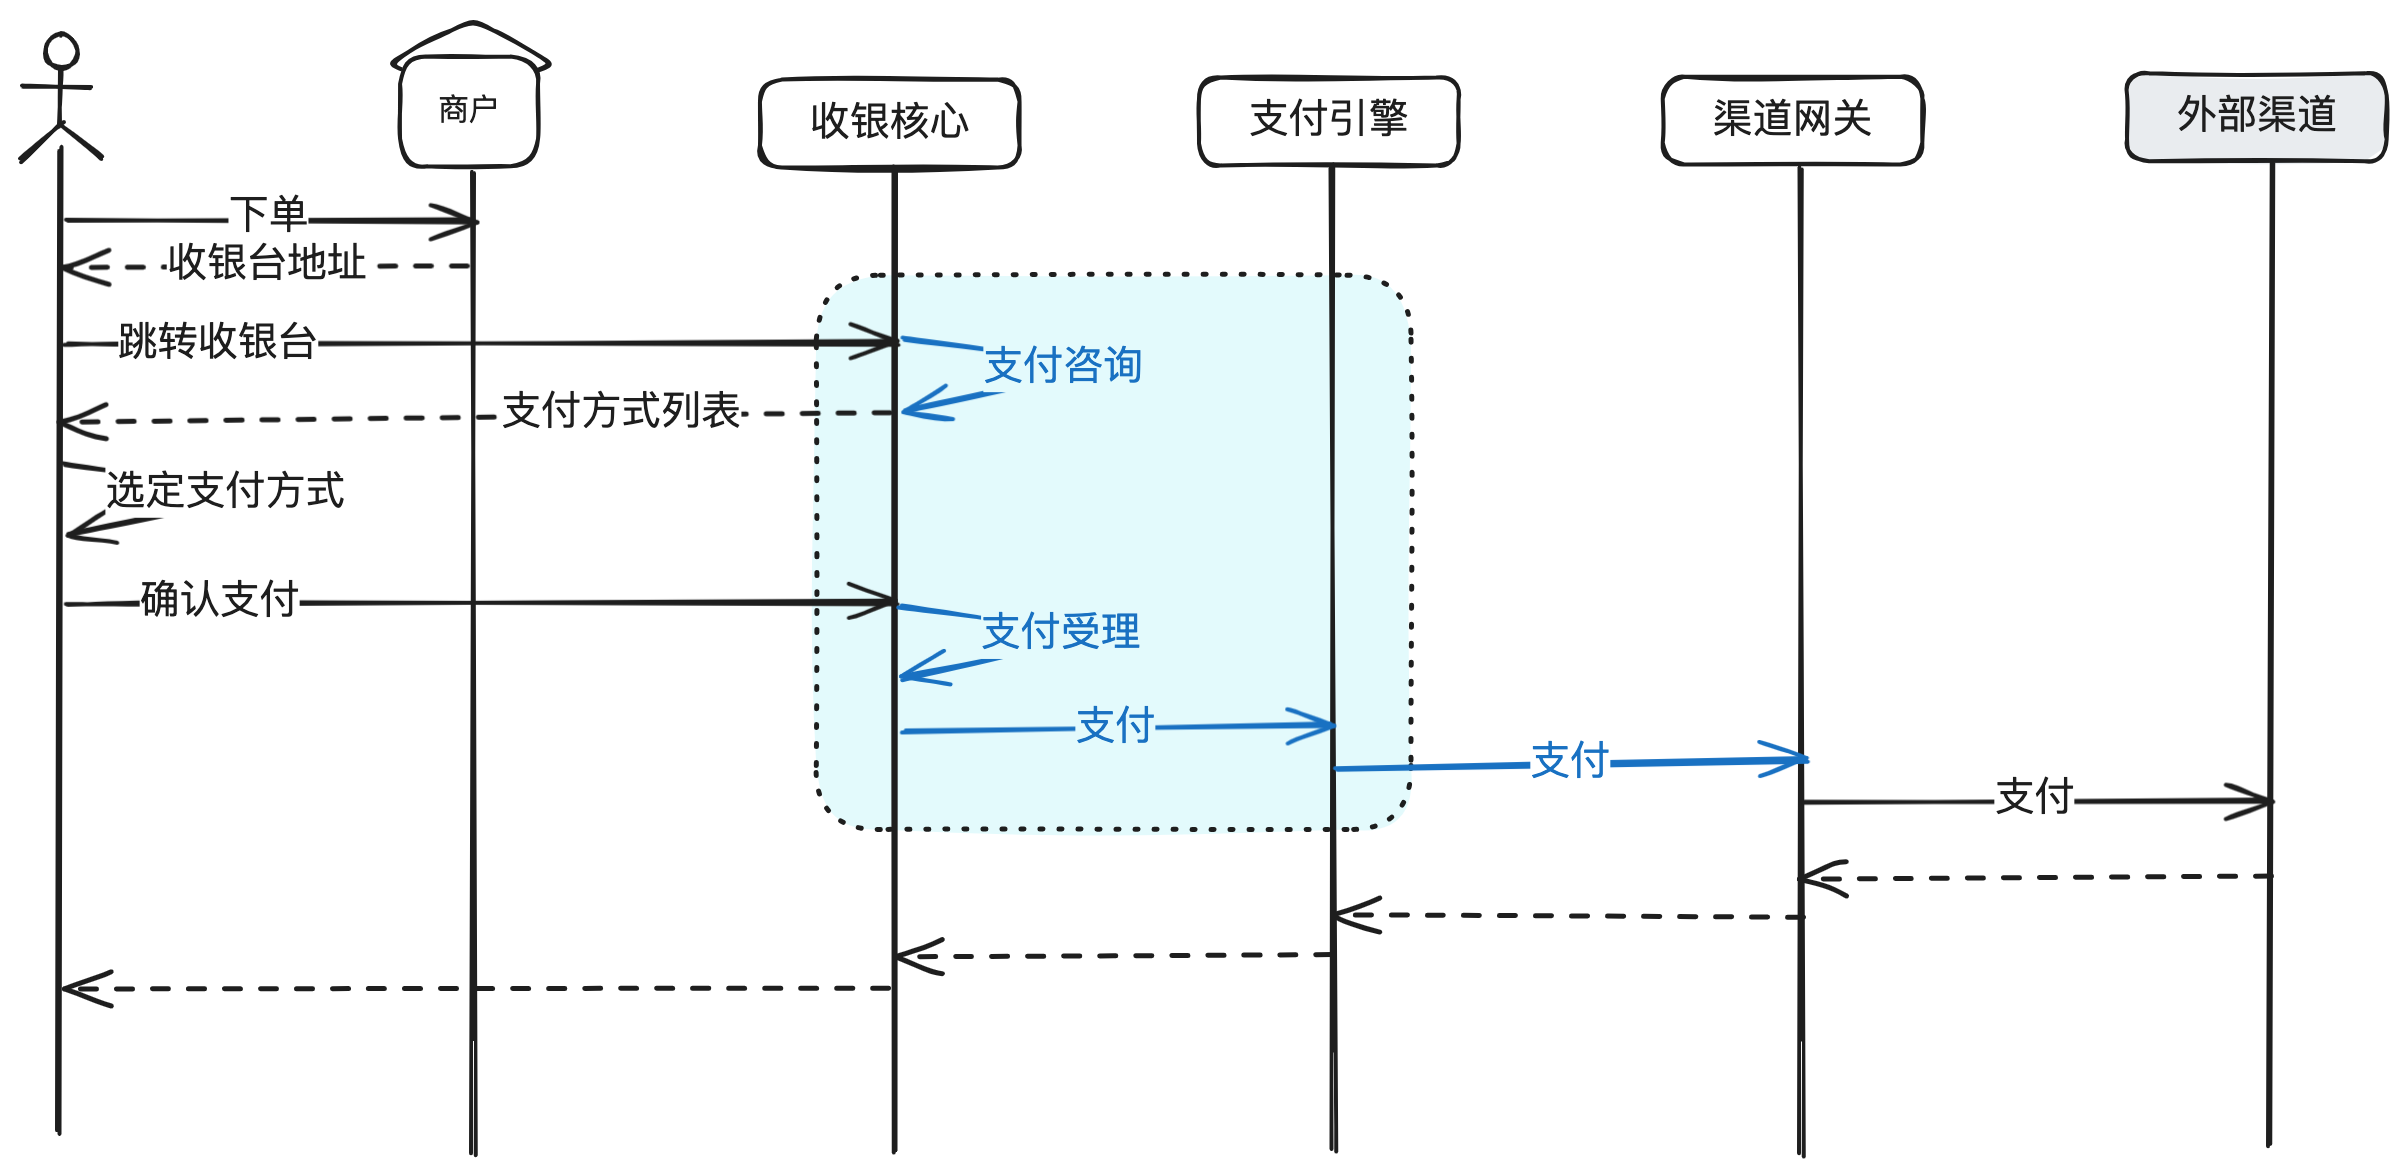 商户
收银核心
支付引擎
渠道网关
外部渠道
下单
收银台地址
跳转收银台
支付咨询
支付方式列表
选定支付方式
确认支付
支付受理
支付
支付
支付